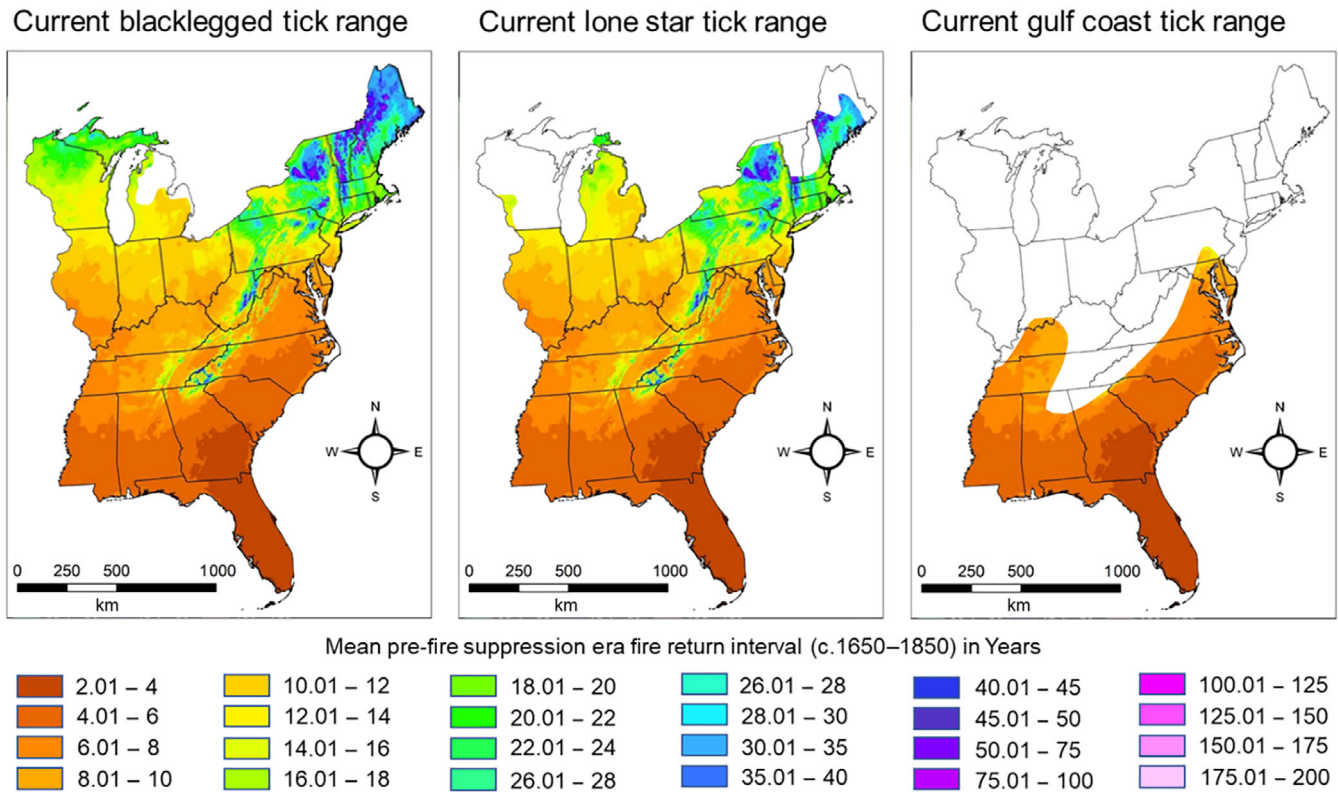 Current blacklegged tick range
Current lone star tick range
Current gulf coast tick range
N
W E
S
0 250 500 1000
km
N
W E
S
0 250 500 1000
km
N
W E
S
0 250 500 1000
km
Mean pre-fire suppression era fire return interval (c.1650–1850) in Years
2.01 – 4
4.01 – 6
6.01 – 8
8.01 – 10
10.01 – 12
12.01 – 14
14.01 – 16
16.01 – 18
18.01 – 20
20.01 – 22
22.01 – 24
26.01 – 28
26.01 – 28
28.01 – 30
30.01 – 35
35.01 – 40
40.01 – 45
45.01 – 50
50.01 – 75
75.01 – 100
100.01 – 125
125.01 – 150
150.01 – 175
175.01 – 200